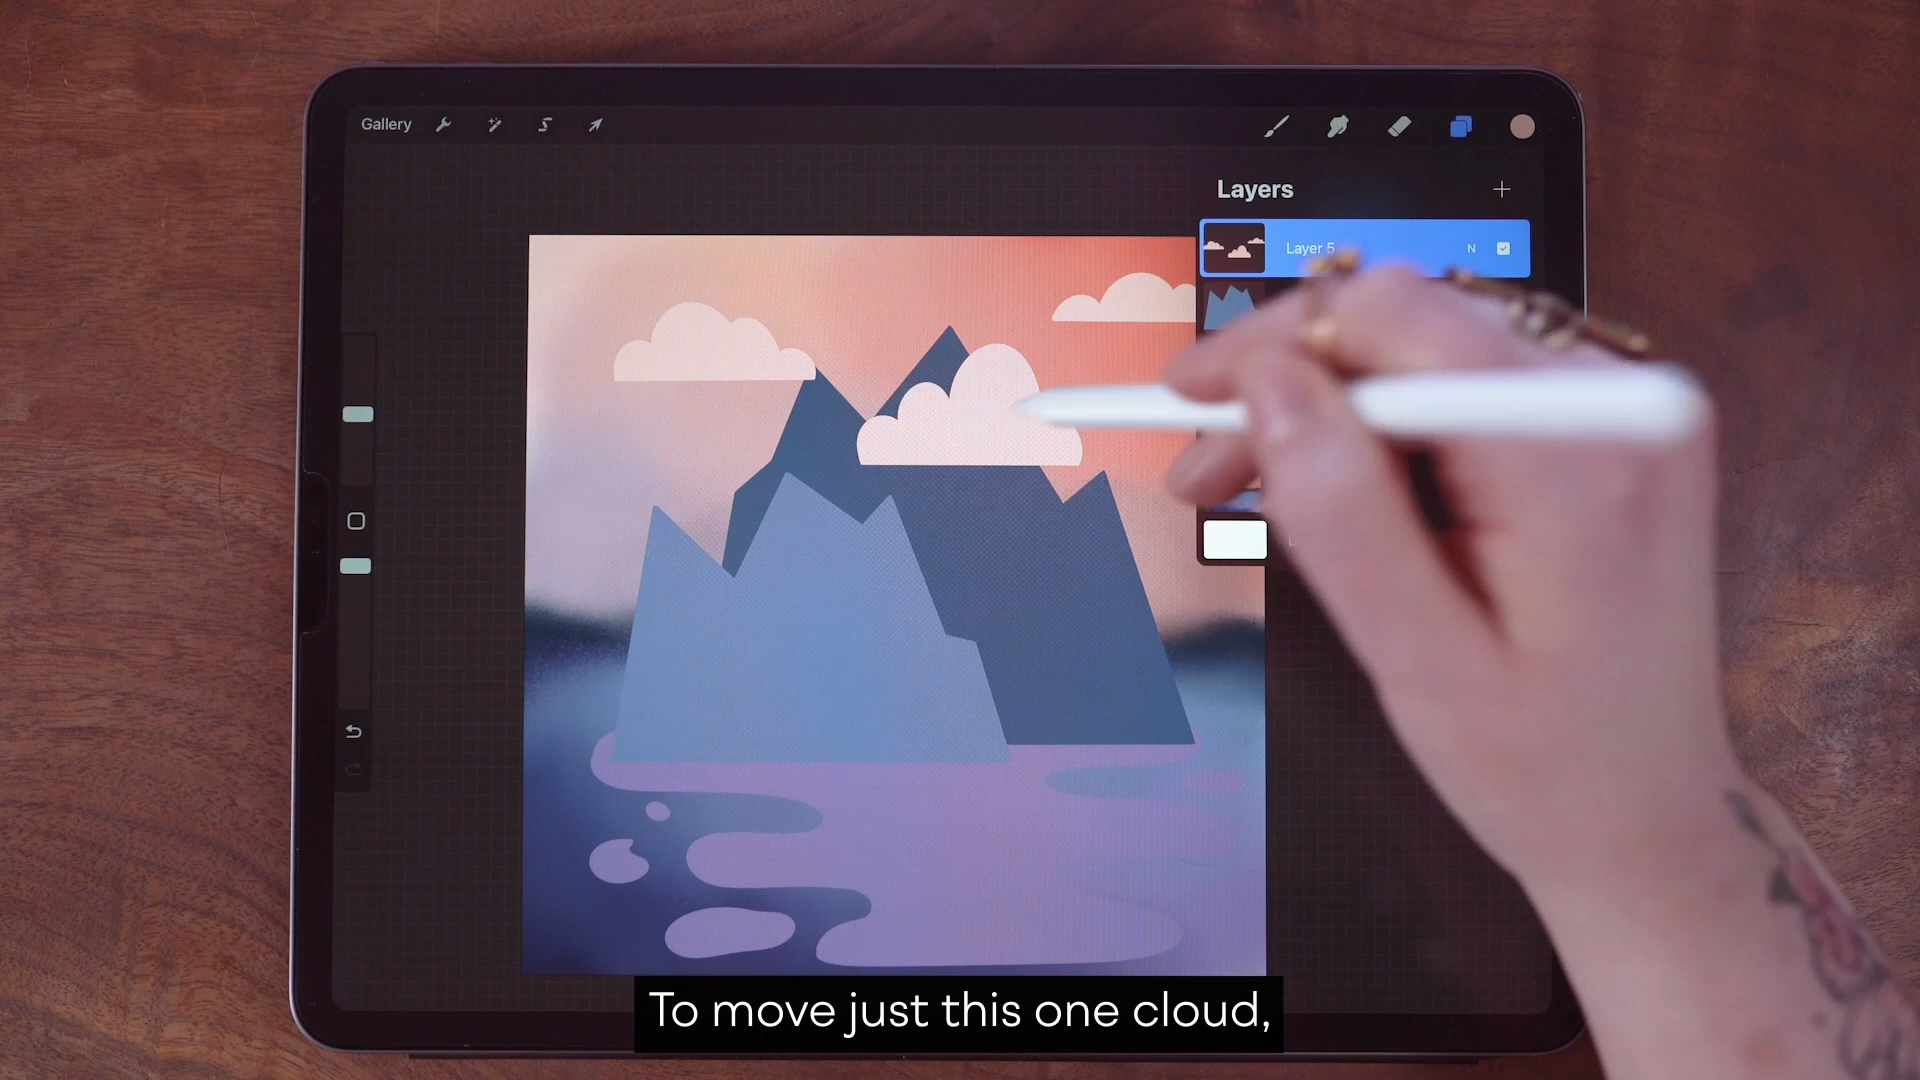 Gallery
Layers
Layer 5
N
To move just this one cloud,